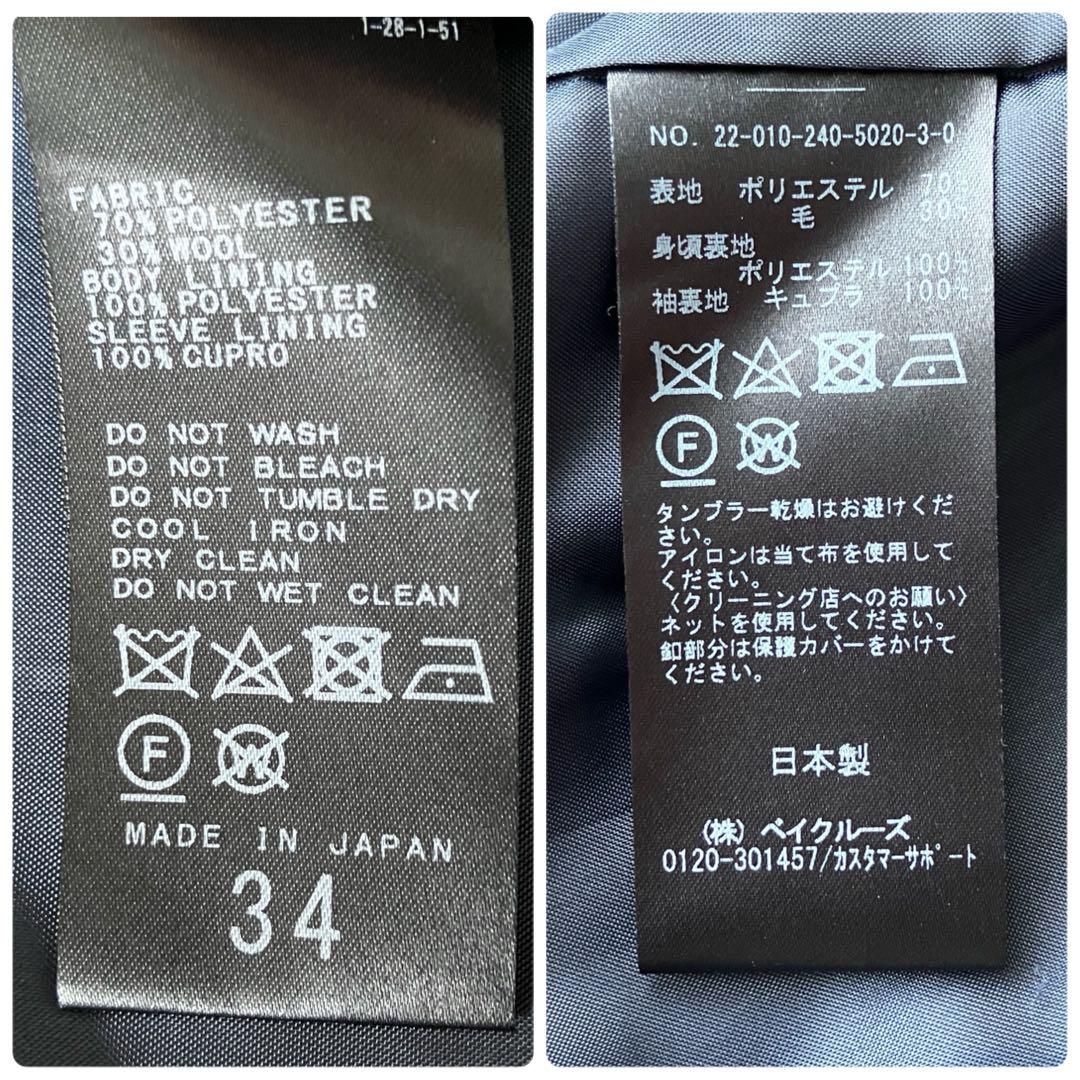 1-28-1-51
FABRIC
70% POLYESTER
30% WOOL
BODY LINING
100% POLYESTER
SLEEVE LINING
100% CUPRO
DO NOT WASH
DO NOT BLEACH
DO NOT TUMBLE DRY
COOL IRON
DRY CLEAN
DO NOT WET CLEAN
F W
MADE IN JAPAN
34
NO. 22-010-240-5020-3-0
表地 ポリエステル 70%
毛 30%
身頃裏地
ポリエステル 100%
袖裏地 キュプラ 100%
F W
タンブラー乾燥はお避けくだ
さい。
アイロンは当て布を使用して
ください。
〈クリーニング店へのお願い〉
ネットを使用してください。
釦部分は保護カバーをかけて
ください。
日本製
(株) ベイクルーズ
0120-301457/カスタマーサポート